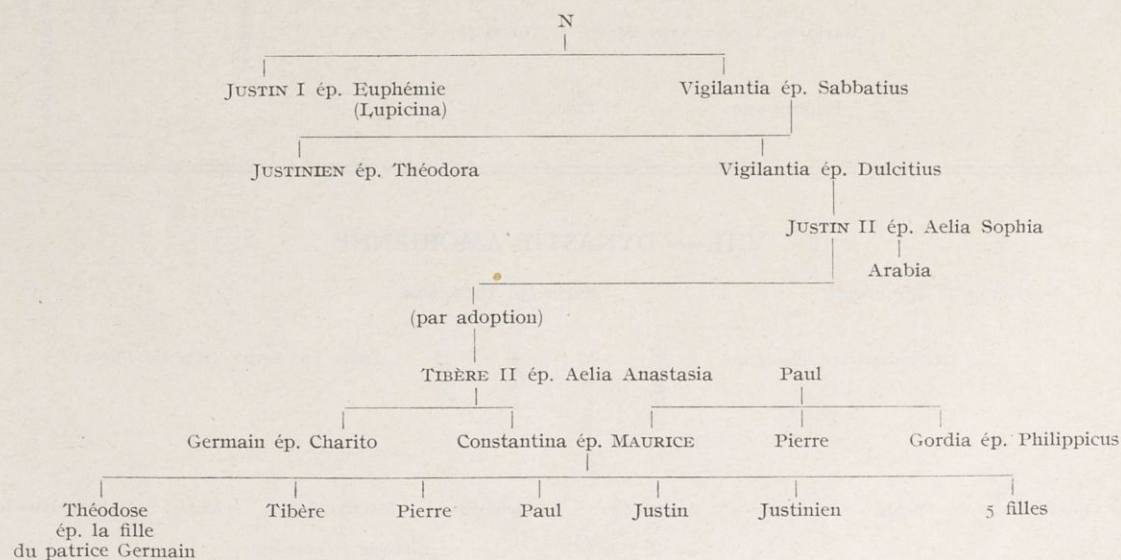 N
JUSTIN I ép. Euphémie
(Lupicina)
Vigilantia ép. Sabbatius
JUSTINIEN ép. Théodora
Vigilantia ép. Dulcitius
JUSTIN II ép. Aelia Sophia
Arabia
(par adoption)
TIBÈRE II ép. Aelia Anastasia
Paul
Germain ép. Charito
Constantina ép. MAURICE
Pierre
Gordia ép. Philippicus
Théodose
ép. la fille
du patrice Germain
Tibère
Pierre
Paul
Justin
Justinien
5 filles